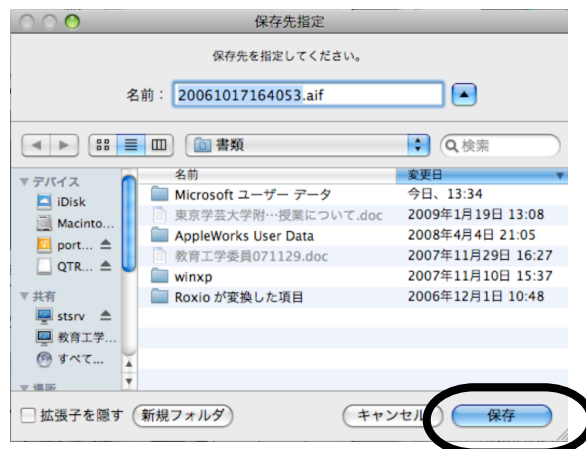 保存先指定
保存先を指定してください。
名前： 20061017164053.aif
書類
検索
デバイス
iDisk
Macinto...
port...
QTR...
共有
stsrv
教育工学...
すべて...
場所
名前 変更日
Microsoft ユーザー データ 今日、13:34
東京学芸大学附…授業について.doc 2009年1月19日 13:08
AppleWorks User Data 2008年4月4日 21:05
教育工学委員071129.doc 2007年11月29日 16:27
winxp 2007年11月10日 15:37
Roxio が変換した項目 2006年12月1日 10:48
拡張子を隠す 新規フォルダ キャンセル 保存